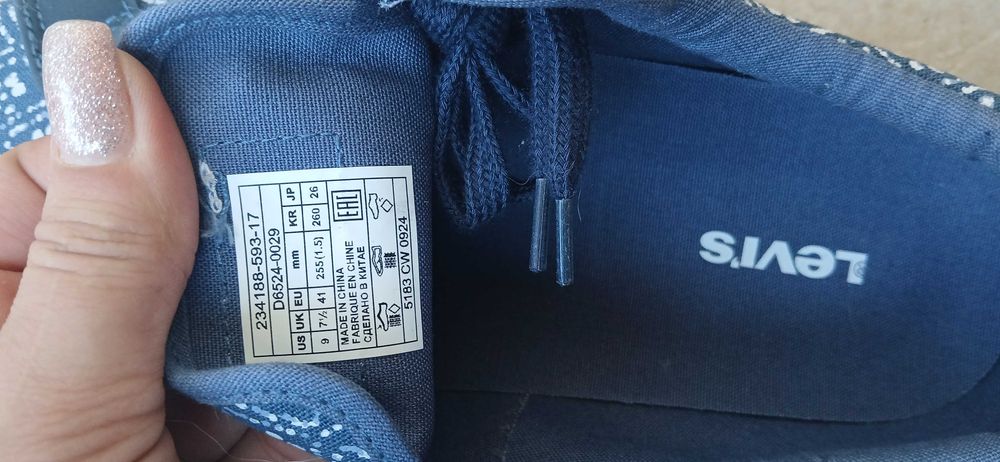 234188-593-17
D6524-0029
US UK EU mm KR JP
9 7½ 41 255(1.5) 260 26
MADE IN CHINA
FABRIQUE EN CHINE
СДЕЛАНО В КИТАЕ
EAC
5183 CW 0924
LEVI'S